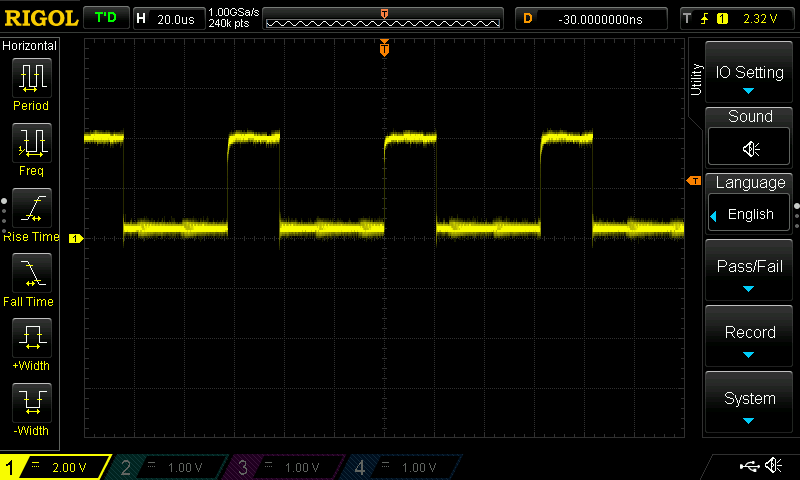 RIGOL T'D H 20.0us 1.00GSa/s 240k pts T D -30.0000000ns T 1 2.32 V
Horizontal
Period
Freq
Rise Time
Fall Time
+Width
-Width
T
T
1
Utility
IO Setting
Sound
Language
English
Pass/Fail
Record
System
1 2.00 V 2 1.00 V 3 1.00 V 4 1.00 V